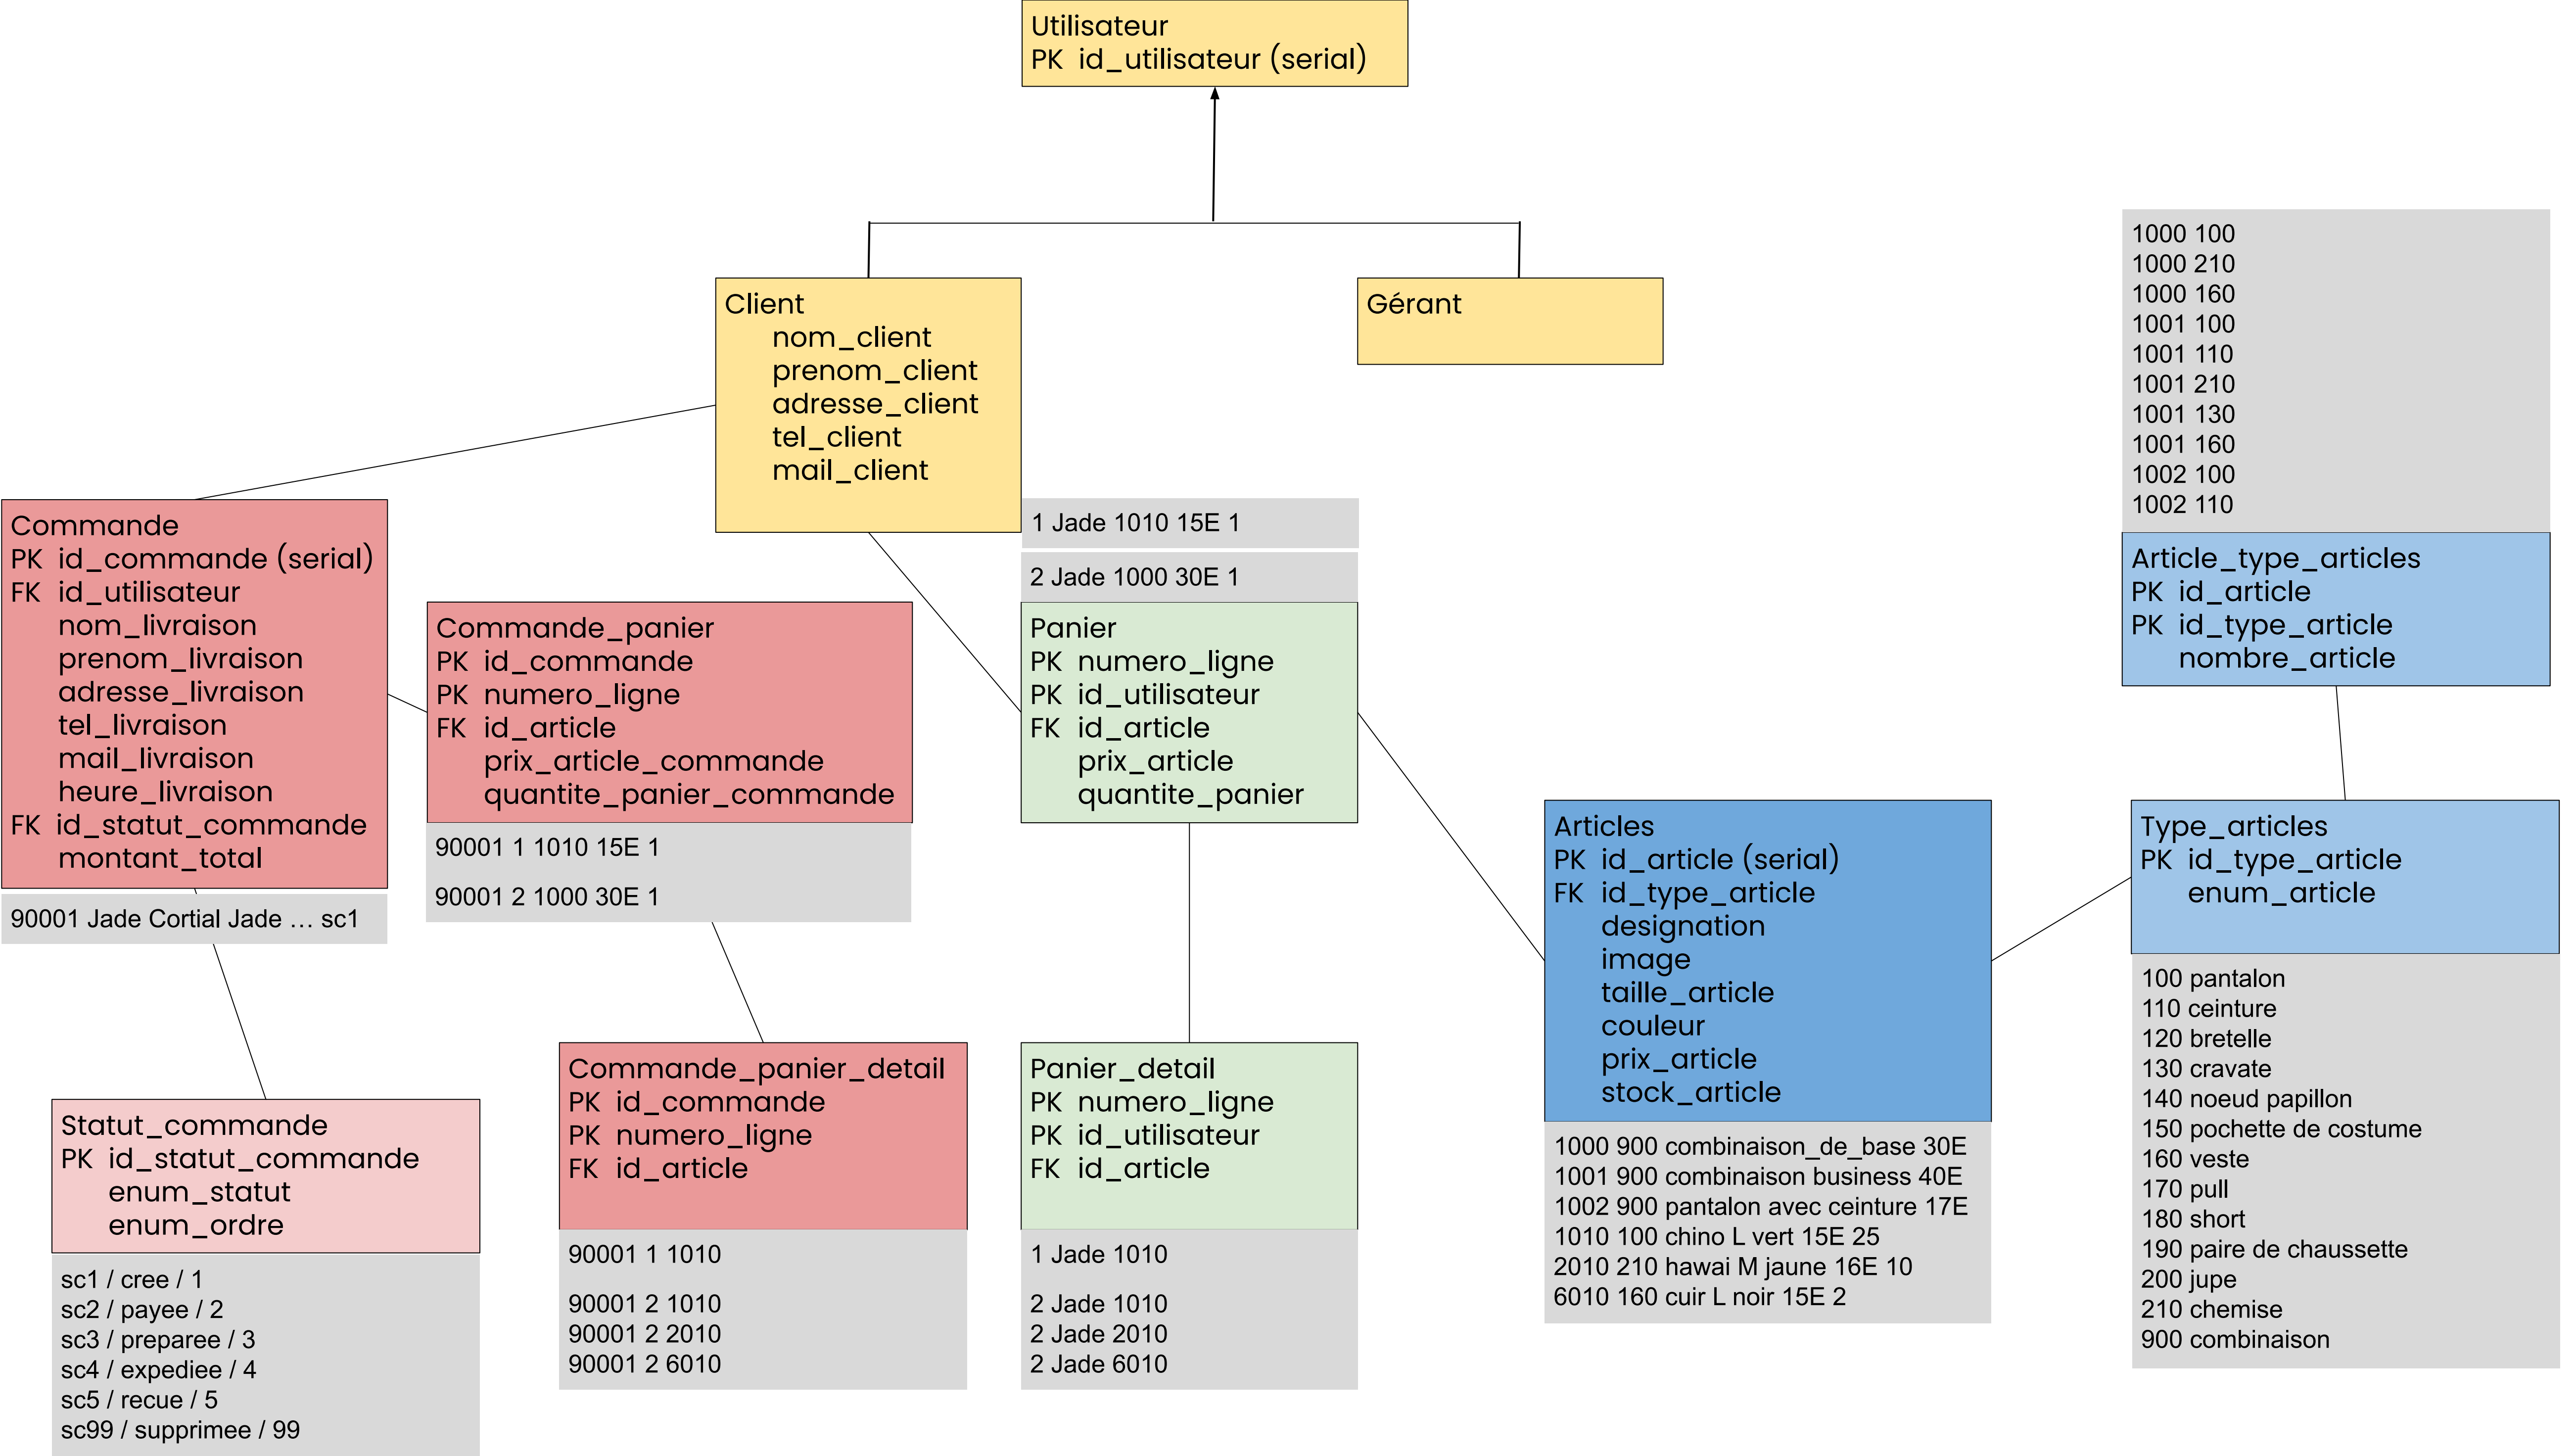 Utilisateur
PK id_utilisateur (serial)
Client
nom_client
prenom_client
adresse_client
tel_client
mail_client
Gérant
1000 100
1000 210
1000 160
1001 100
1001 110
1001 210
1001 130
1001 160
1002 100
1002 110
Article_type_articles
PK id_article
PK id_type_article
nombre_article
Commande
PK id_commande (serial)
FK id_utilisateur
nom_livraison
prenom_livraison
adresse_livraison
tel_livraison
mail_livraison
heure_livraison
FK id_statut_commande
montant_total
90001 Jade Cortial Jade … sc1
Commande_panier
PK id_commande
PK numero_ligne
FK id_article
prix_article_commande
quantite_panier_commande
90001 1 1010 15E 1
90001 2 1000 30E 1
1 Jade 1010 15E 1
2 Jade 1000 30E 1
Panier
PK numero_ligne
PK id_utilisateur
FK id_article
prix_article
quantite_panier
Articles
PK id_article (serial)
FK id_type_article
designation
image
taille_article
couleur
prix_article
stock_article
1000 900 combinaison_de_base 30E
1001 900 combinaison business 40E
1002 900 pantalon avec ceinture 17E
1010 100 chino L vert 15E 25
2010 210 hawai M jaune 16E 10
6010 160 cuir L noir 15E 2
Type_articles
PK id_type_article
enum_article
100 pantalon
110 ceinture
120 bretelle
130 cravate
140 noeud papillon
150 pochette de costume
160 veste
170 pull
180 short
190 paire de chaussette
200 jupe
210 chemise
900 combinaison
Statut_commande
PK id_statut_commande
enum_statut
enum_ordre
sc1 / cree / 1
sc2 / payee / 2
sc3 / preparee / 3
sc4 / expediee / 4
sc5 / recue / 5
sc99 / supprimee / 99
Commande_panier_detail
PK id_commande
PK numero_ligne
FK id_article
90001 1 1010
90001 2 1010
90001 2 2010
90001 2 6010
Panier_detail
PK numero_ligne
PK id_utilisateur
FK id_article
1 Jade 1010
2 Jade 1010
2 Jade 2010
2 Jade 6010